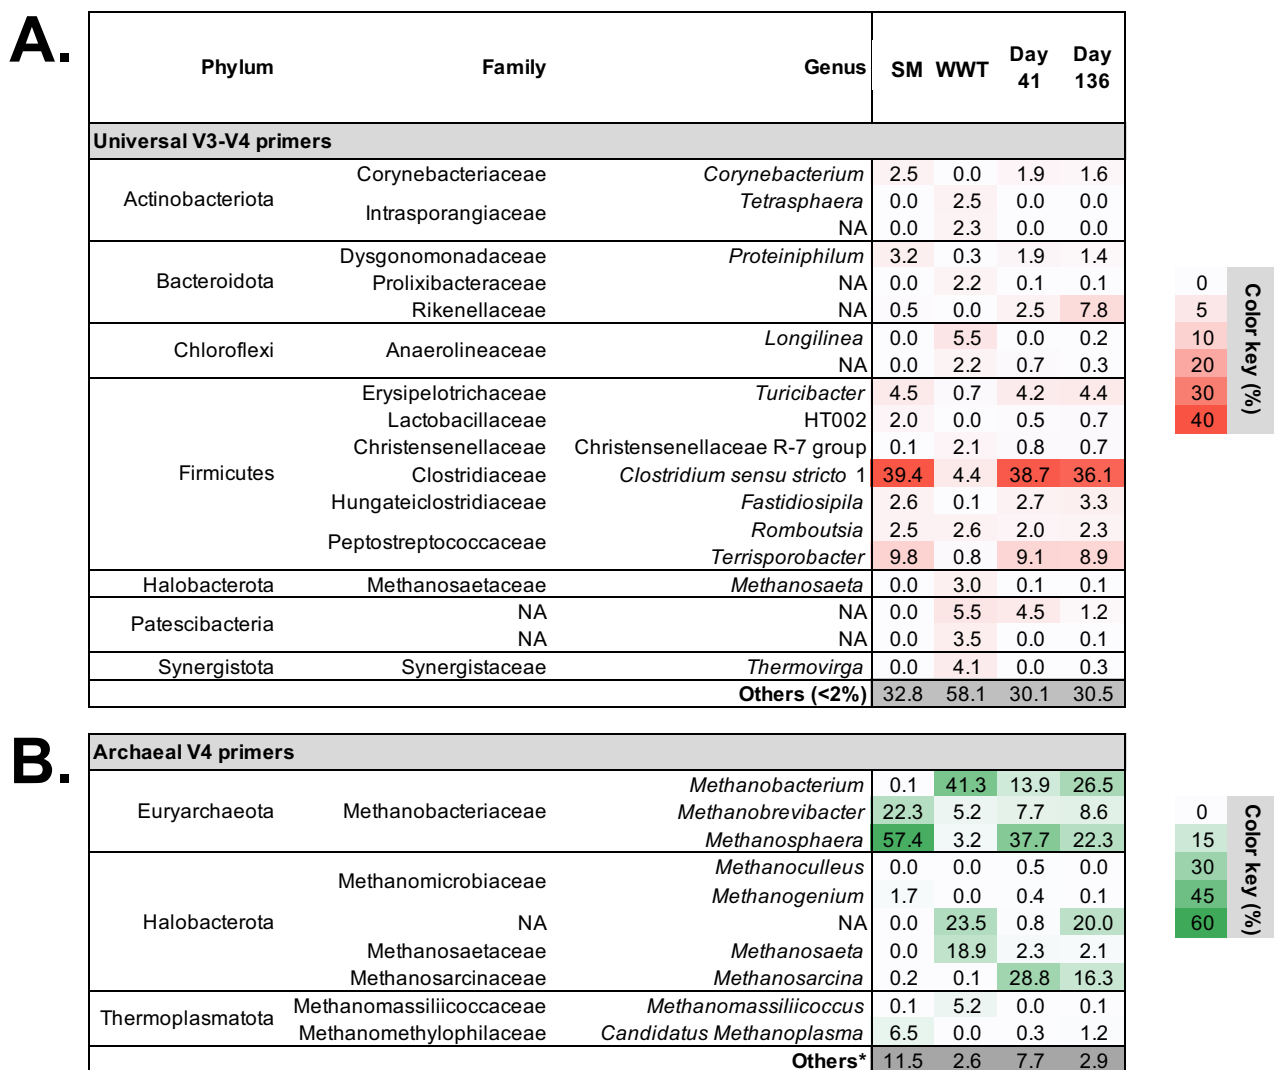 A.
Phylum Family Genus SM WWT Day 41 Day 136
Universal V3-V4 primers
Actinobacteriota Corynebacteriaceae Corynebacterium 2.5 0.0 1.9 1.6
Intrasporangiaceae Tetrasphaera 0.0 2.5 0.0 0.0
NA 0.0 2.3 0.0 0.0
Bacteroidota Dysgonomonadaceae Proteiniphilum 3.2 0.3 1.9 1.4
Prolixibacteraceae NA 0.0 2.2 0.1 0.1
Rikenellaceae NA 0.5 0.0 2.5 7.8
Chloroflexi Anaerolineaceae Longilinea 0.0 5.5 0.0 0.2
NA 0.0 2.2 0.7 0.3
Firmicutes Erysipelotrichaceae Turicibacter 4.5 0.7 4.2 4.4
Lactobacillaceae HT002 2.0 0.0 0.5 0.7
Christensenellaceae Christensenellaceae R-7 group 0.1 2.1 0.8 0.7
Clostridiaceae Clostridium sensu stricto 1 39.4 4.4 38.7 36.1
Hungateiclostridiaceae Fastidiosipila 2.6 0.1 2.7 3.3
Peptostreptococcaceae Romboutsia 2.5 2.6 2.0 2.3
Terrisporobacter 9.8 0.8 9.1 8.9
Halobacterota Methanosaetaceae Methanosaeta 0.0 3.0 0.1 0.1
Patescibacteria NA NA 0.0 5.5 4.5 1.2
NA NA 0.0 3.5 0.0 0.1
Synergistota Synergistaceae Thermovirga 0.0 4.1 0.0 0.3
Others (<2%) 32.8 58.1 30.1 30.5
0
5
10
20
30
40
Color key (%)
B.
Archaeal V4 primers
Euryarchaeota Methanobacteriaceae Methanobacterium 0.1 41.3 13.9 26.5
Methanobrevibacter 22.3 5.2 7.7 8.6
Methanosphaera 57.4 3.2 37.7 22.3
Halobacterota Methanomicrobiaceae Methanoculleus 0.0 0.0 0.5 0.0
Methanogenium 1.7 0.0 0.4 0.1
NA NA 0.0 23.5 0.8 20.0
Methanosaetaceae Methanosaeta 0.0 18.9 2.3 2.1
Methanosarcinaceae Methanosarcina 0.2 0.1 28.8 16.3
Thermoplasmatota Methanomassiliicoccaceae Methanomassiliicoccus 0.1 5.2 0.0 0.1
Methanomethylophilaceae Candidatus Methanoplasma 6.5 0.0 0.3 1.2
Others* 11.5 2.6 7.7 2.9
0
15
30
45
60
Color key (%)